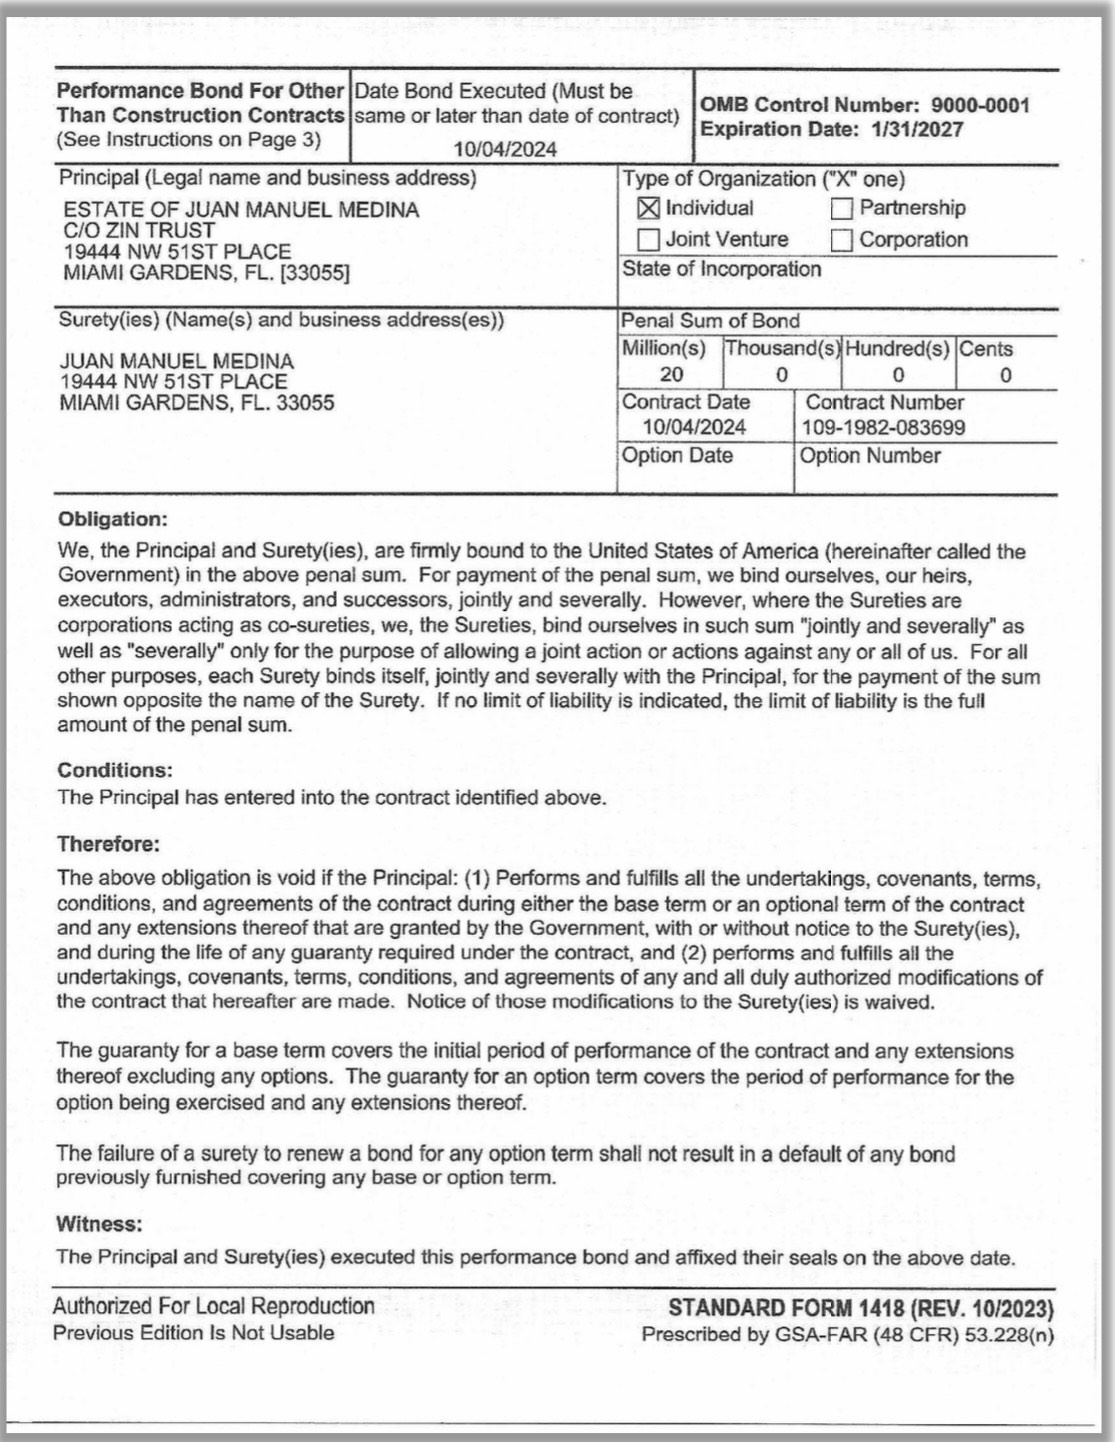 Performance Bond For Other Than Construction Contracts
(See Instructions on Page 3)
Date Bond Executed (Must be same or later than date of contract)
10/04/2024
OMB Control Number: 9000-0001
Expiration Date: 1/31/2027
Principal (Legal name and business address)
ESTATE OF JUAN MANUEL MEDINA
C/O ZIN TRUST
19444 NW 51ST PLACE
MIAMI GARDENS, FL. [33055]
Type of Organization ("X" one)
☒ Individual ☐ Partnership
☐ Joint Venture ☐ Corporation
State of Incorporation
Surety(ies) (Name(s) and business address(es))
JUAN MANUEL MEDINA
19444 NW 51ST PLACE
MIAMI GARDENS, FL. 33055
Penal Sum of Bond
Million(s) Thousand(s) Hundred(s) Cents
20 0 0 0
Contract Date Contract Number
10/04/2024 109-1982-083699
Option Date Option Number
Obligation:
We, the Principal and Surety(ies), are firmly bound to the United States of America (hereinafter called the
Government) in the above penal sum. For payment of the penal sum, we bind ourselves, our heirs,
executors, administrators, and successors, jointly and severally. However, where the Sureties are
corporations acting as co-sureties, we, the Sureties, bind ourselves in such sum "jointly and severally" as
well as "severally" only for the purpose of allowing a joint action or actions against any or all of us. For all
other purposes, each Surety binds itself, jointly and severally with the Principal, for the payment of the sum
shown opposite the name of the Surety. If no limit of liability is indicated, the limit of liability is the full
amount of the penal sum.
Conditions:
The Principal has entered into the contract identified above.
Therefore:
The above obligation is void if the Principal: (1) Performs and fulfills all the undertakings, covenants, terms,
conditions, and agreements of the contract during either the base term or an optional term of the contract
and any extensions thereof that are granted by the Government, with or without notice to the Surety(ies),
and during the life of any guaranty required under the contract, and (2) performs and fulfills all the
undertakings, covenants, terms, conditions, and agreements of any and all duly authorized modifications of
the contract that hereafter are made. Notice of those modifications to the Surety(ies) is waived.
The guaranty for a base term covers the initial period of performance of the contract and any extensions
thereof excluding any options. The guaranty for an option term covers the period of performance for the
option being exercised and any extensions thereof.
The failure of a surety to renew a bond for any option term shall not result in a default of any bond
previously furnished covering any base or option term.
Witness:
The Principal and Surety(ies) executed this performance bond and affixed their seals on the above date.
Authorized For Local Reproduction
Previous Edition Is Not Usable
STANDARD FORM 1418 (REV. 10/2023)
Prescribed by GSA-FAR (48 CFR) 53.228(n)